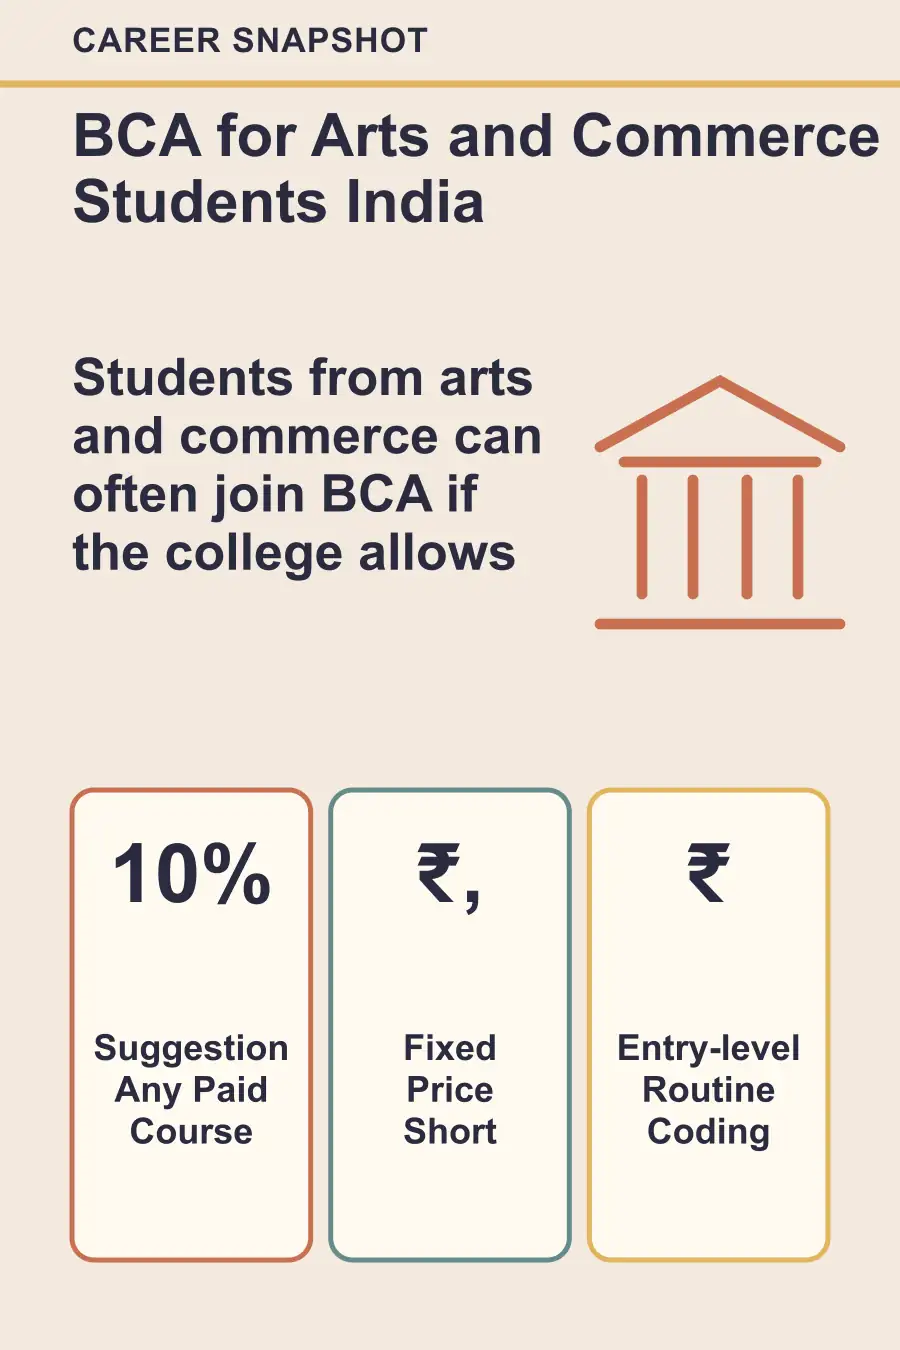 CAREER SNAPSHOT
BCA for Arts and Commerce
Students India
Students from arts
and commerce can
often join BCA if
the college allows
10%
Suggestion
Any Paid
Course
₹,
Fixed
Price
Short
₹
Entry-level
Routine
Coding